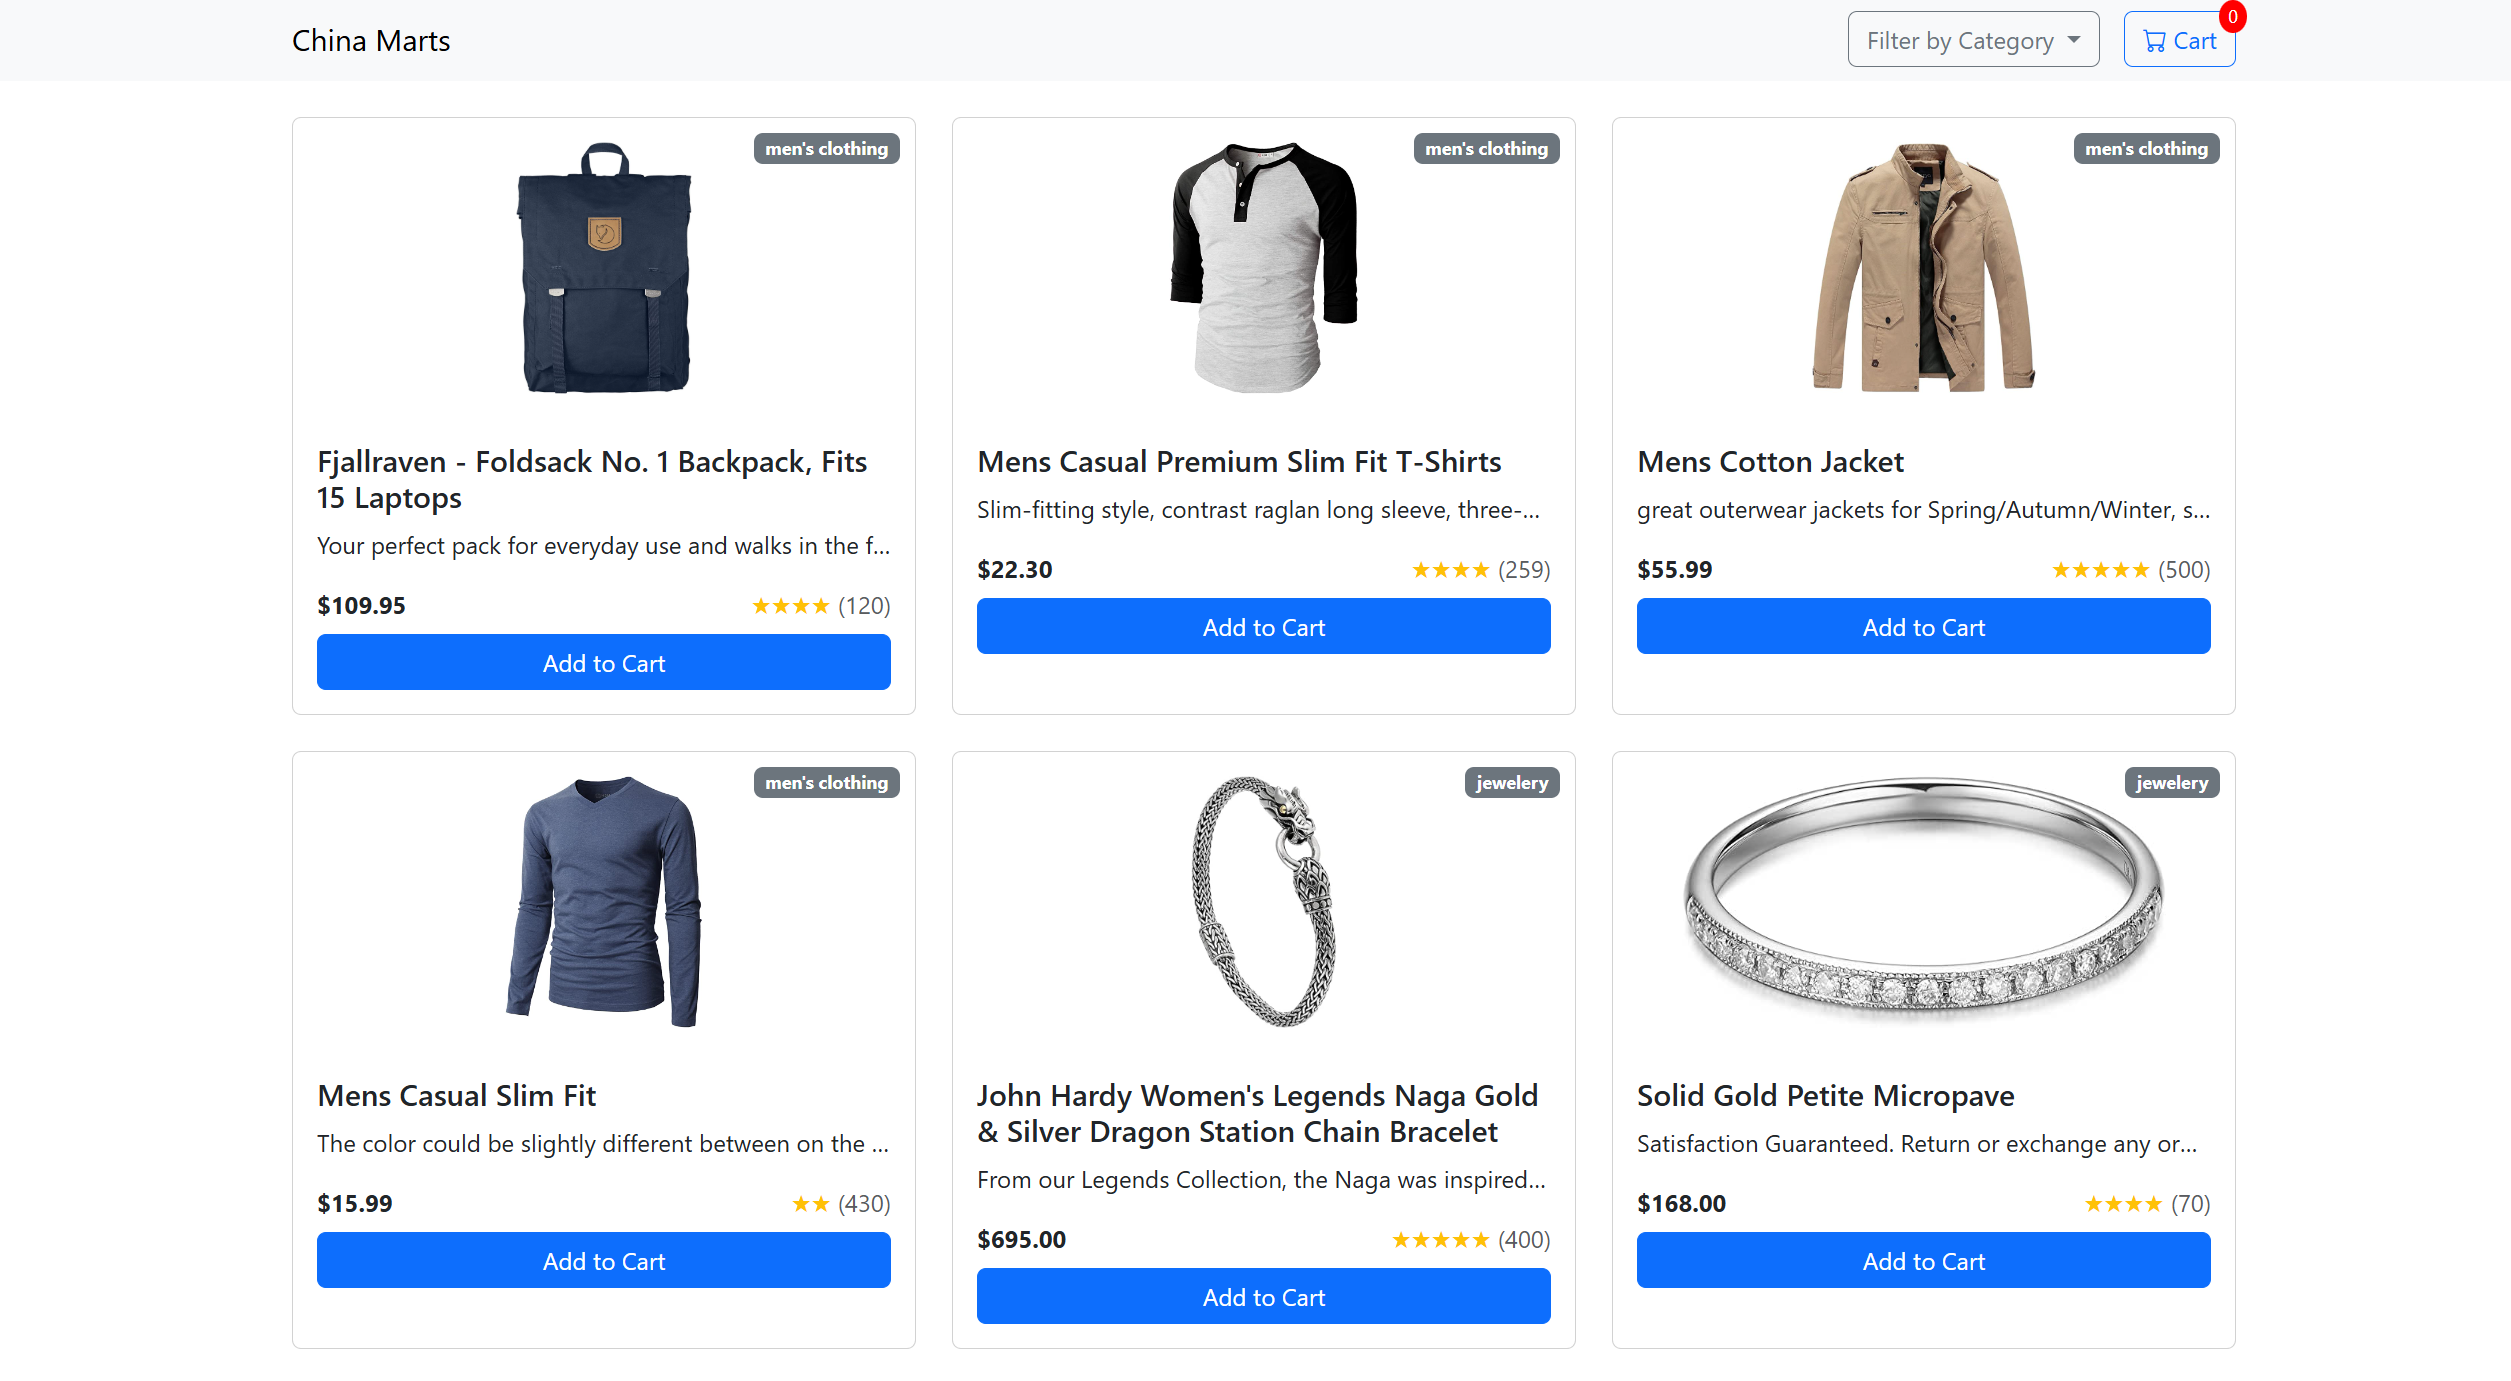 China Marts
Filter by Category
Cart
0
men's clothing
Fjallraven - Foldsack No. 1 Backpack, Fits
15 Laptops
Your perfect pack for everyday use and walks in the f...
$109.95
★★★★ (120)
Add to Cart
men's clothing
Mens Casual Premium Slim Fit T-Shirts
Slim-fitting style, contrast raglan long sleeve, three-...
$22.30
★★★★ (259)
Add to Cart
men's clothing
Mens Cotton Jacket
great outerwear jackets for Spring/Autumn/Winter, s...
$55.99
★★★★★ (500)
Add to Cart
men's clothing
Mens Casual Slim Fit
The color could be slightly different between on the ...
$15.99
★★ (430)
Add to Cart
jewelery
John Hardy Women's Legends Naga Gold
& Silver Dragon Station Chain Bracelet
From our Legends Collection, the Naga was inspired...
$695.00
★★★★★ (400)
Add to Cart
jewelery
Solid Gold Petite Micropave
Satisfaction Guaranteed. Return or exchange any or...
$168.00
★★★★ (70)
Add to Cart